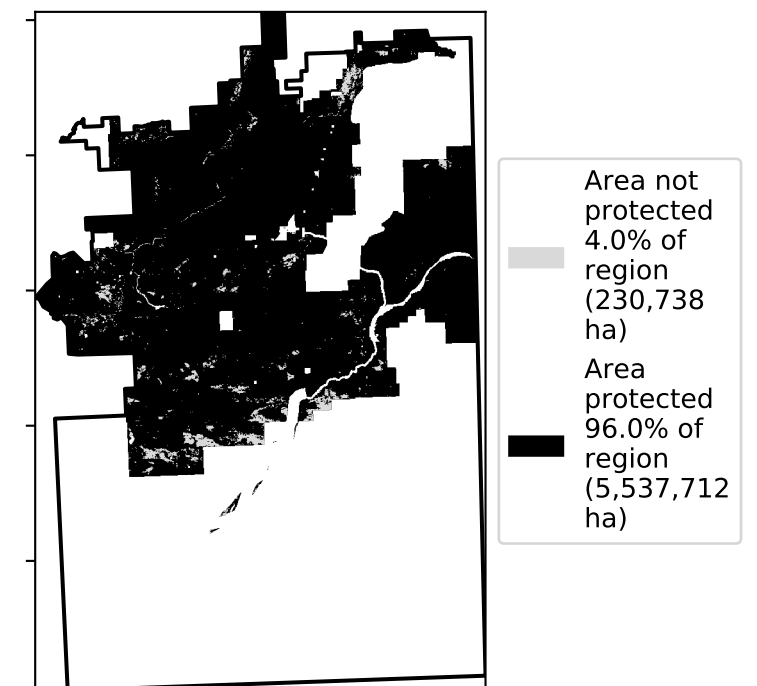 Area not
protected
4.0% of
region
(230,738
ha)
Area
protected
96.0% of
region
(5,537,712
ha)